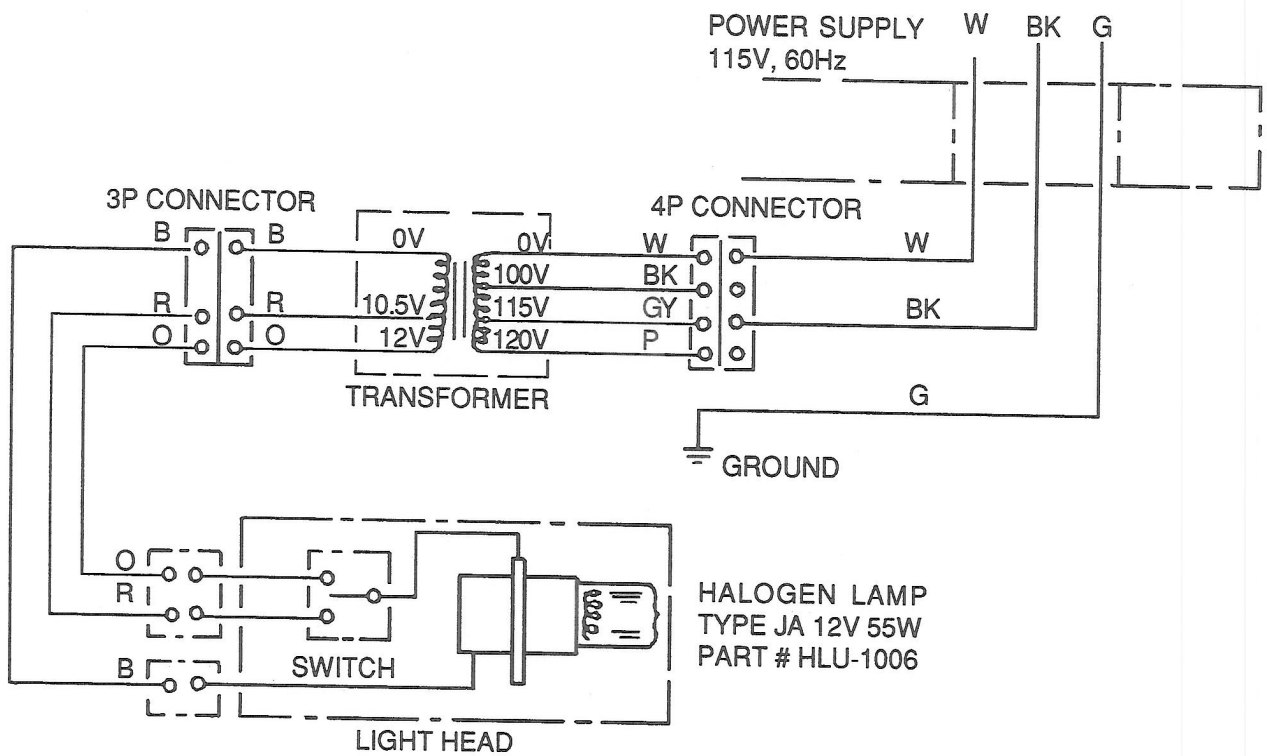 POWER SUPPLY
115V, 60Hz
W BK G
3P CONNECTOR
4P CONNECTOR
B B 0V 0V W W
100V BK
R R 10.5V 115V GY BK
O O 12V 120V P
TRANSFORMER
G
GROUND
O
R
B
SWITCH
LIGHT HEAD
HALOGEN LAMP
TYPE JA 12V 55W
PART # HLU-1006